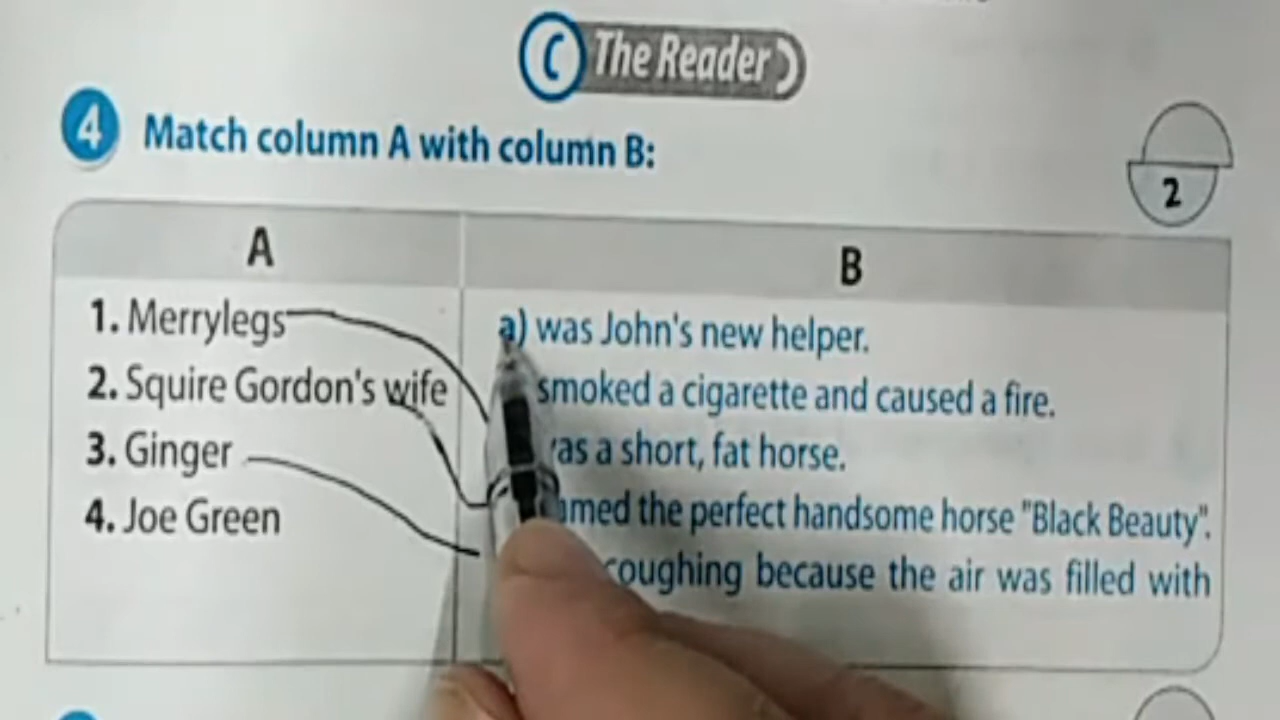 C The Reader
4 Match column A with column B:
2
A
B
1. Merrylegs
a) was John's new helper.
2. Squire Gordon's wife
smoked a cigarette and caused a fire.
3. Ginger
a short, fat horse.
4. Joe Green
the perfect handsome horse "Black Beauty".
coughing because the air was filled with